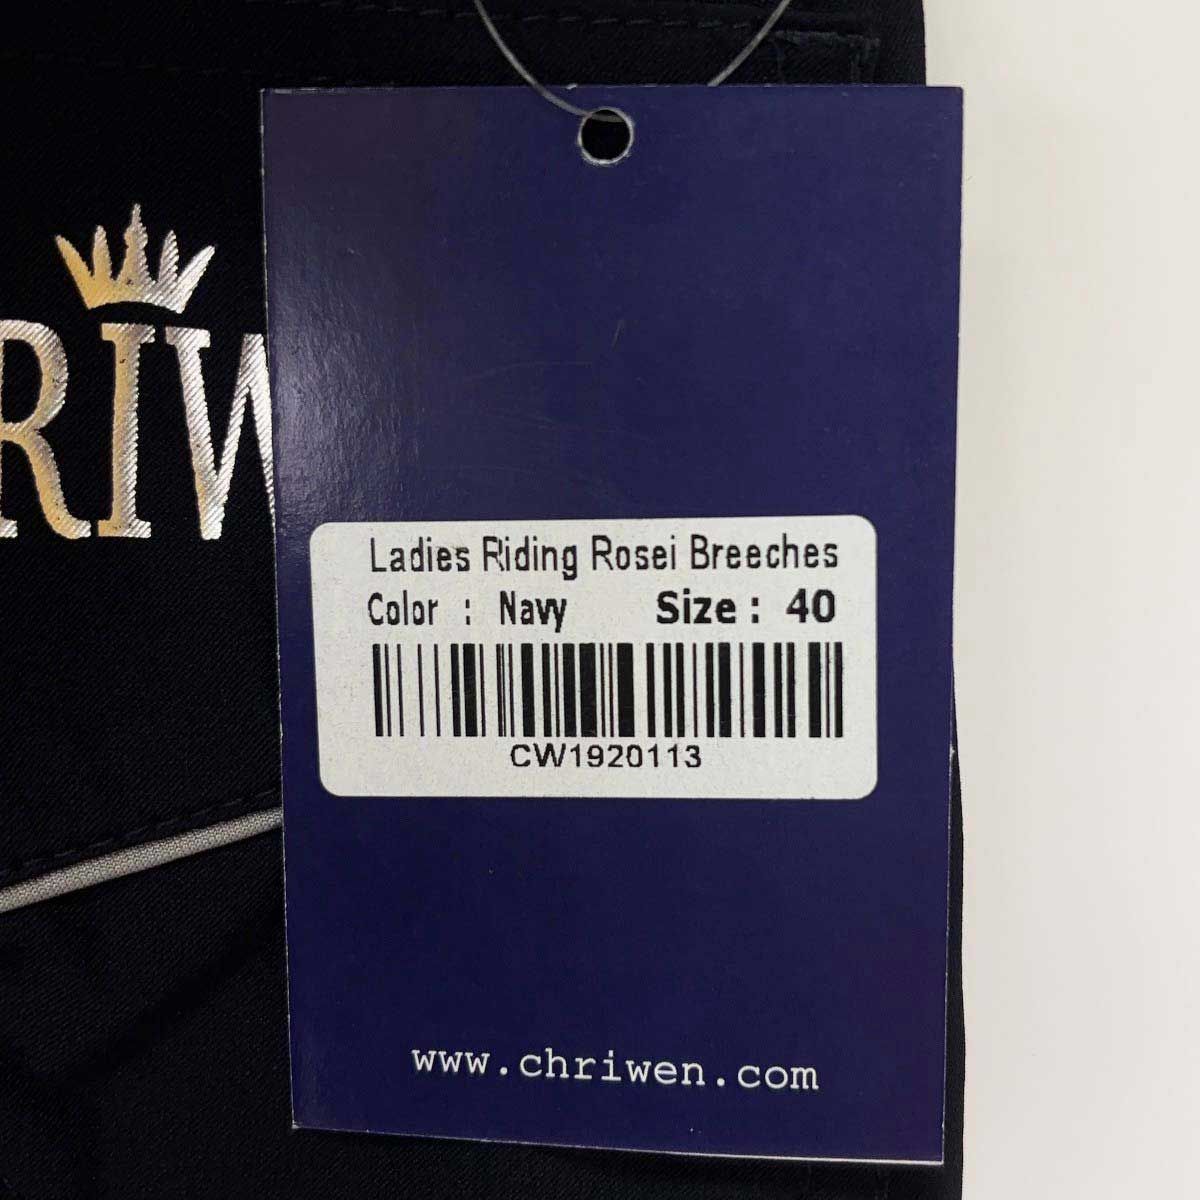 RIW
Ladies Riding Rosei Breeches
Color : Navy Size : 40
CW1920113
www.chriwen.com